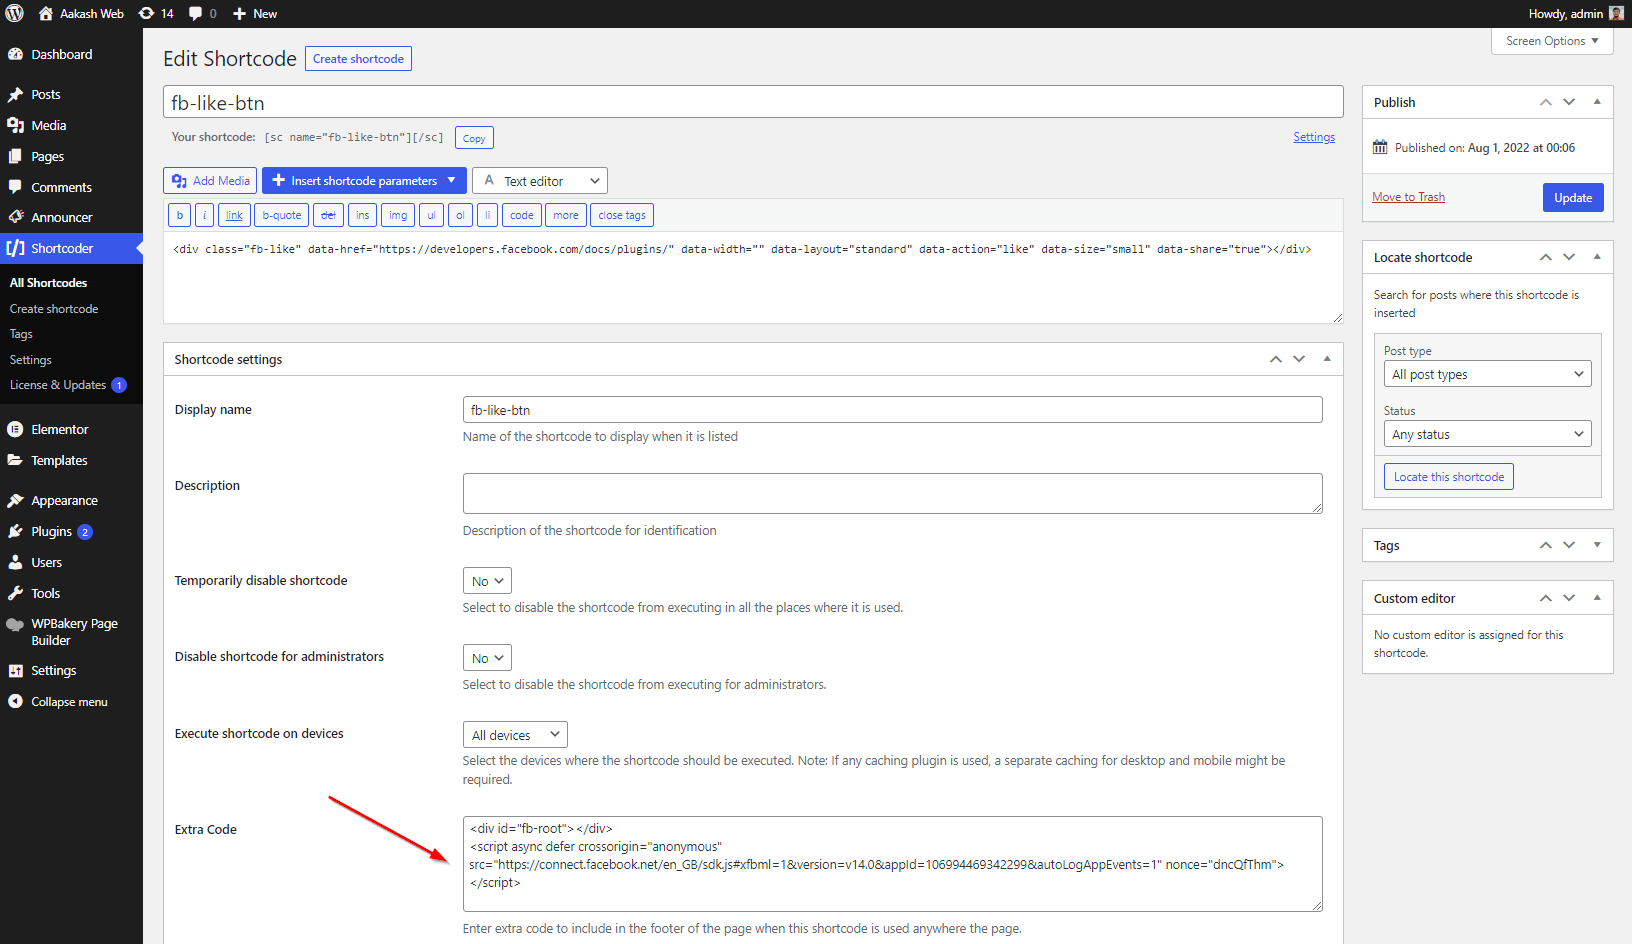 Aakash Web
14
0
New
Howdy, admin
Dashboard
Posts
Media
Pages
Comments
Announcer
[/] Shortcoder
All Shortcodes
Create shortcode
Tags
Settings
License & Updates 1
Elementor
Templates
Appearance
Plugins 2
Users
Tools
WPBakery Page
Builder
Settings
Collapse menu
Screen Options
Edit Shortcode
Create shortcode
fb-like-btn
Your shortcode: [sc name="fb-like-btn"][/sc] Copy
Settings
Add Media
Insert shortcode parameters
A Text editor
b i link b-quote del ins img ul ol li code more close tags
<div class="fb-like" data-href="https://developers.facebook.com/docs/plugins/" data-width="" data-layout="standard" data-action="like" data-size="small" data-share="true"></div>
Shortcode settings
Display name
fb-like-btn
Name of the shortcode to display when it is listed
Description
Description of the shortcode for identification
Temporarily disable shortcode
No
Select to disable the shortcode from executing in all the places where it is used.
Disable shortcode for administrators
No
Select to disable the shortcode from executing for administrators.
Execute shortcode on devices
All devices
Select the devices where the shortcode should be executed. Note: If any caching plugin is used, a separate caching for desktop and mobile might be
required.
Extra Code
<div id="fb-root"></div>
<script async defer crossorigin="anonymous"
src="https://connect.facebook.net/en_GB/sdk.js#xfbml=1&version=v14.0&appId=106994469342299&autoLogAppEvents=1" nonce="dncQfThm">
</script>
Enter extra code to include in the footer of the page when this shortcode is used anywhere the page.
Publish
Published on: Aug 1, 2022 at 00:06
Move to Trash
Update
Locate shortcode
Search for posts where this shortcode is
inserted
Post type
All post types
Status
Any status
Locate this shortcode
Tags
Custom editor
No custom editor is assigned for this
shortcode.